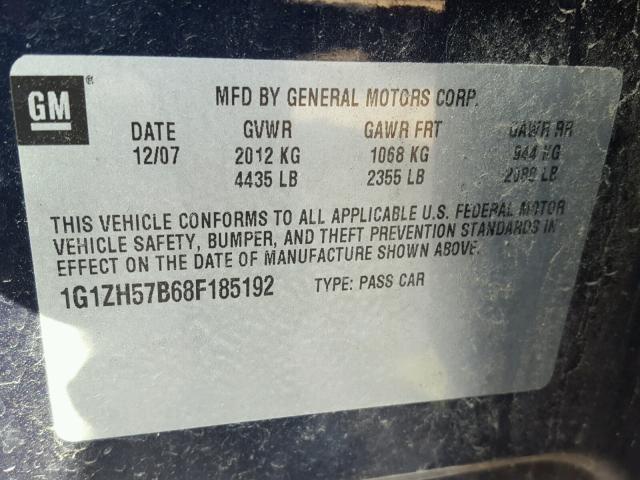 GM ®
MFD BY GENERAL MOTORS CORP.
DATE GVWR GAWR FRT GAWR RR
12/07 2012 KG 1068 KG 944 KG
4435 LB 2355 LB 2080 LB
THIS VEHICLE CONFORMS TO ALL APPLICABLE U.S. FEDERAL MOTOR
VEHICLE SAFETY, BUMPER, AND THEFT PREVENTION STANDARDS IN
EFFECT ON THE DATE OF MANUFACTURE SHOWN ABOVE.
1G1ZH57B68F185192 TYPE: PASS CAR